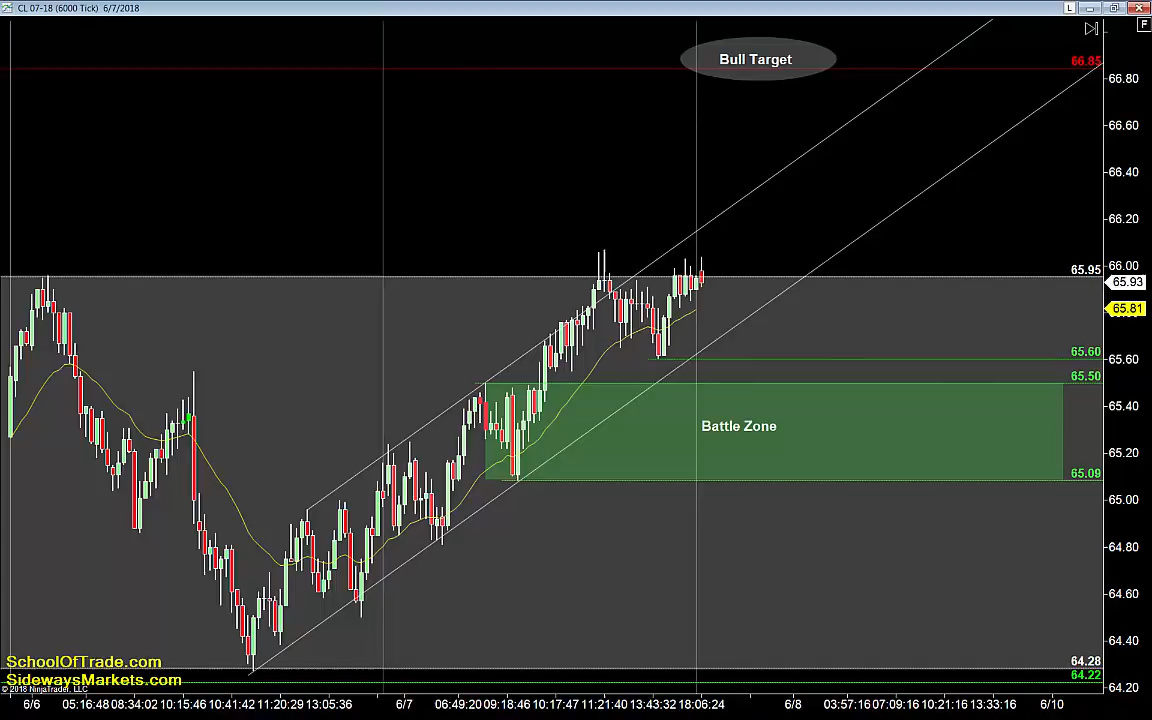 CL 07-18 (6000 Tick) 6/7/2018
L
F
Bull Target
66.85
66.80
66.60
66.40
66.20
66.00
65.95
65.93
65.81
65.60
65.60
65.50
65.40
Battle Zone
65.20
65.09
65.00
64.80
64.60
64.40
64.28
64.22
64.20
SchoolOfTrade.com
SidewaysMarkets.com
© 2018 NinjaTrader, LLC
6/6 05:16:48 08:34:02 10:15:46 10:41:42 11:20:29 13:05:36 6/7 06:49:20 09:18:46 10:17:47 11:21:40 13:43:32 18:06:24 6/8 03:57:16 07:09:16 10:21:16 13:33:16 6/10